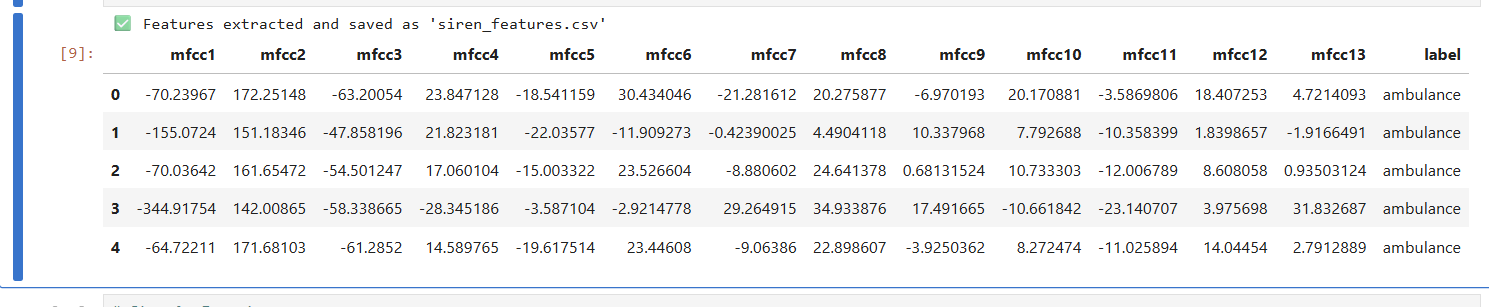 ✅ Features extracted and saved as 'siren_features.csv'
[9]: mfcc1 mfcc2 mfcc3 mfcc4 mfcc5 mfcc6 mfcc7 mfcc8 mfcc9 mfcc10 mfcc11 mfcc12 mfcc13 label
0 -70.23967 172.25148 -63.20054 23.847128 -18.541159 30.434046 -21.281612 20.275877 -6.970193 20.170881 -3.5869806 18.407253 4.7214093 ambulance
1 -155.0724 151.18346 -47.858196 21.823181 -22.03577 -11.909273 -0.42390025 4.4904118 10.337968 7.792688 -10.358399 1.8398657 -1.9166491 ambulance
2 -70.03642 161.65472 -54.501247 17.060104 -15.003322 23.526604 -8.880602 24.641378 0.68131524 10.733303 -12.006789 8.608058 0.93503124 ambulance
3 -344.91754 142.00865 -58.338665 -28.345186 -3.587104 -2.9214778 29.264915 34.933876 17.491665 -10.661842 -23.140707 3.975698 31.832687 ambulance
4 -64.72211 171.68103 -61.2852 14.589765 -19.617514 23.44608 -9.06386 22.898607 -3.9250362 8.272474 -11.025894 14.04454 2.7912889 ambulance